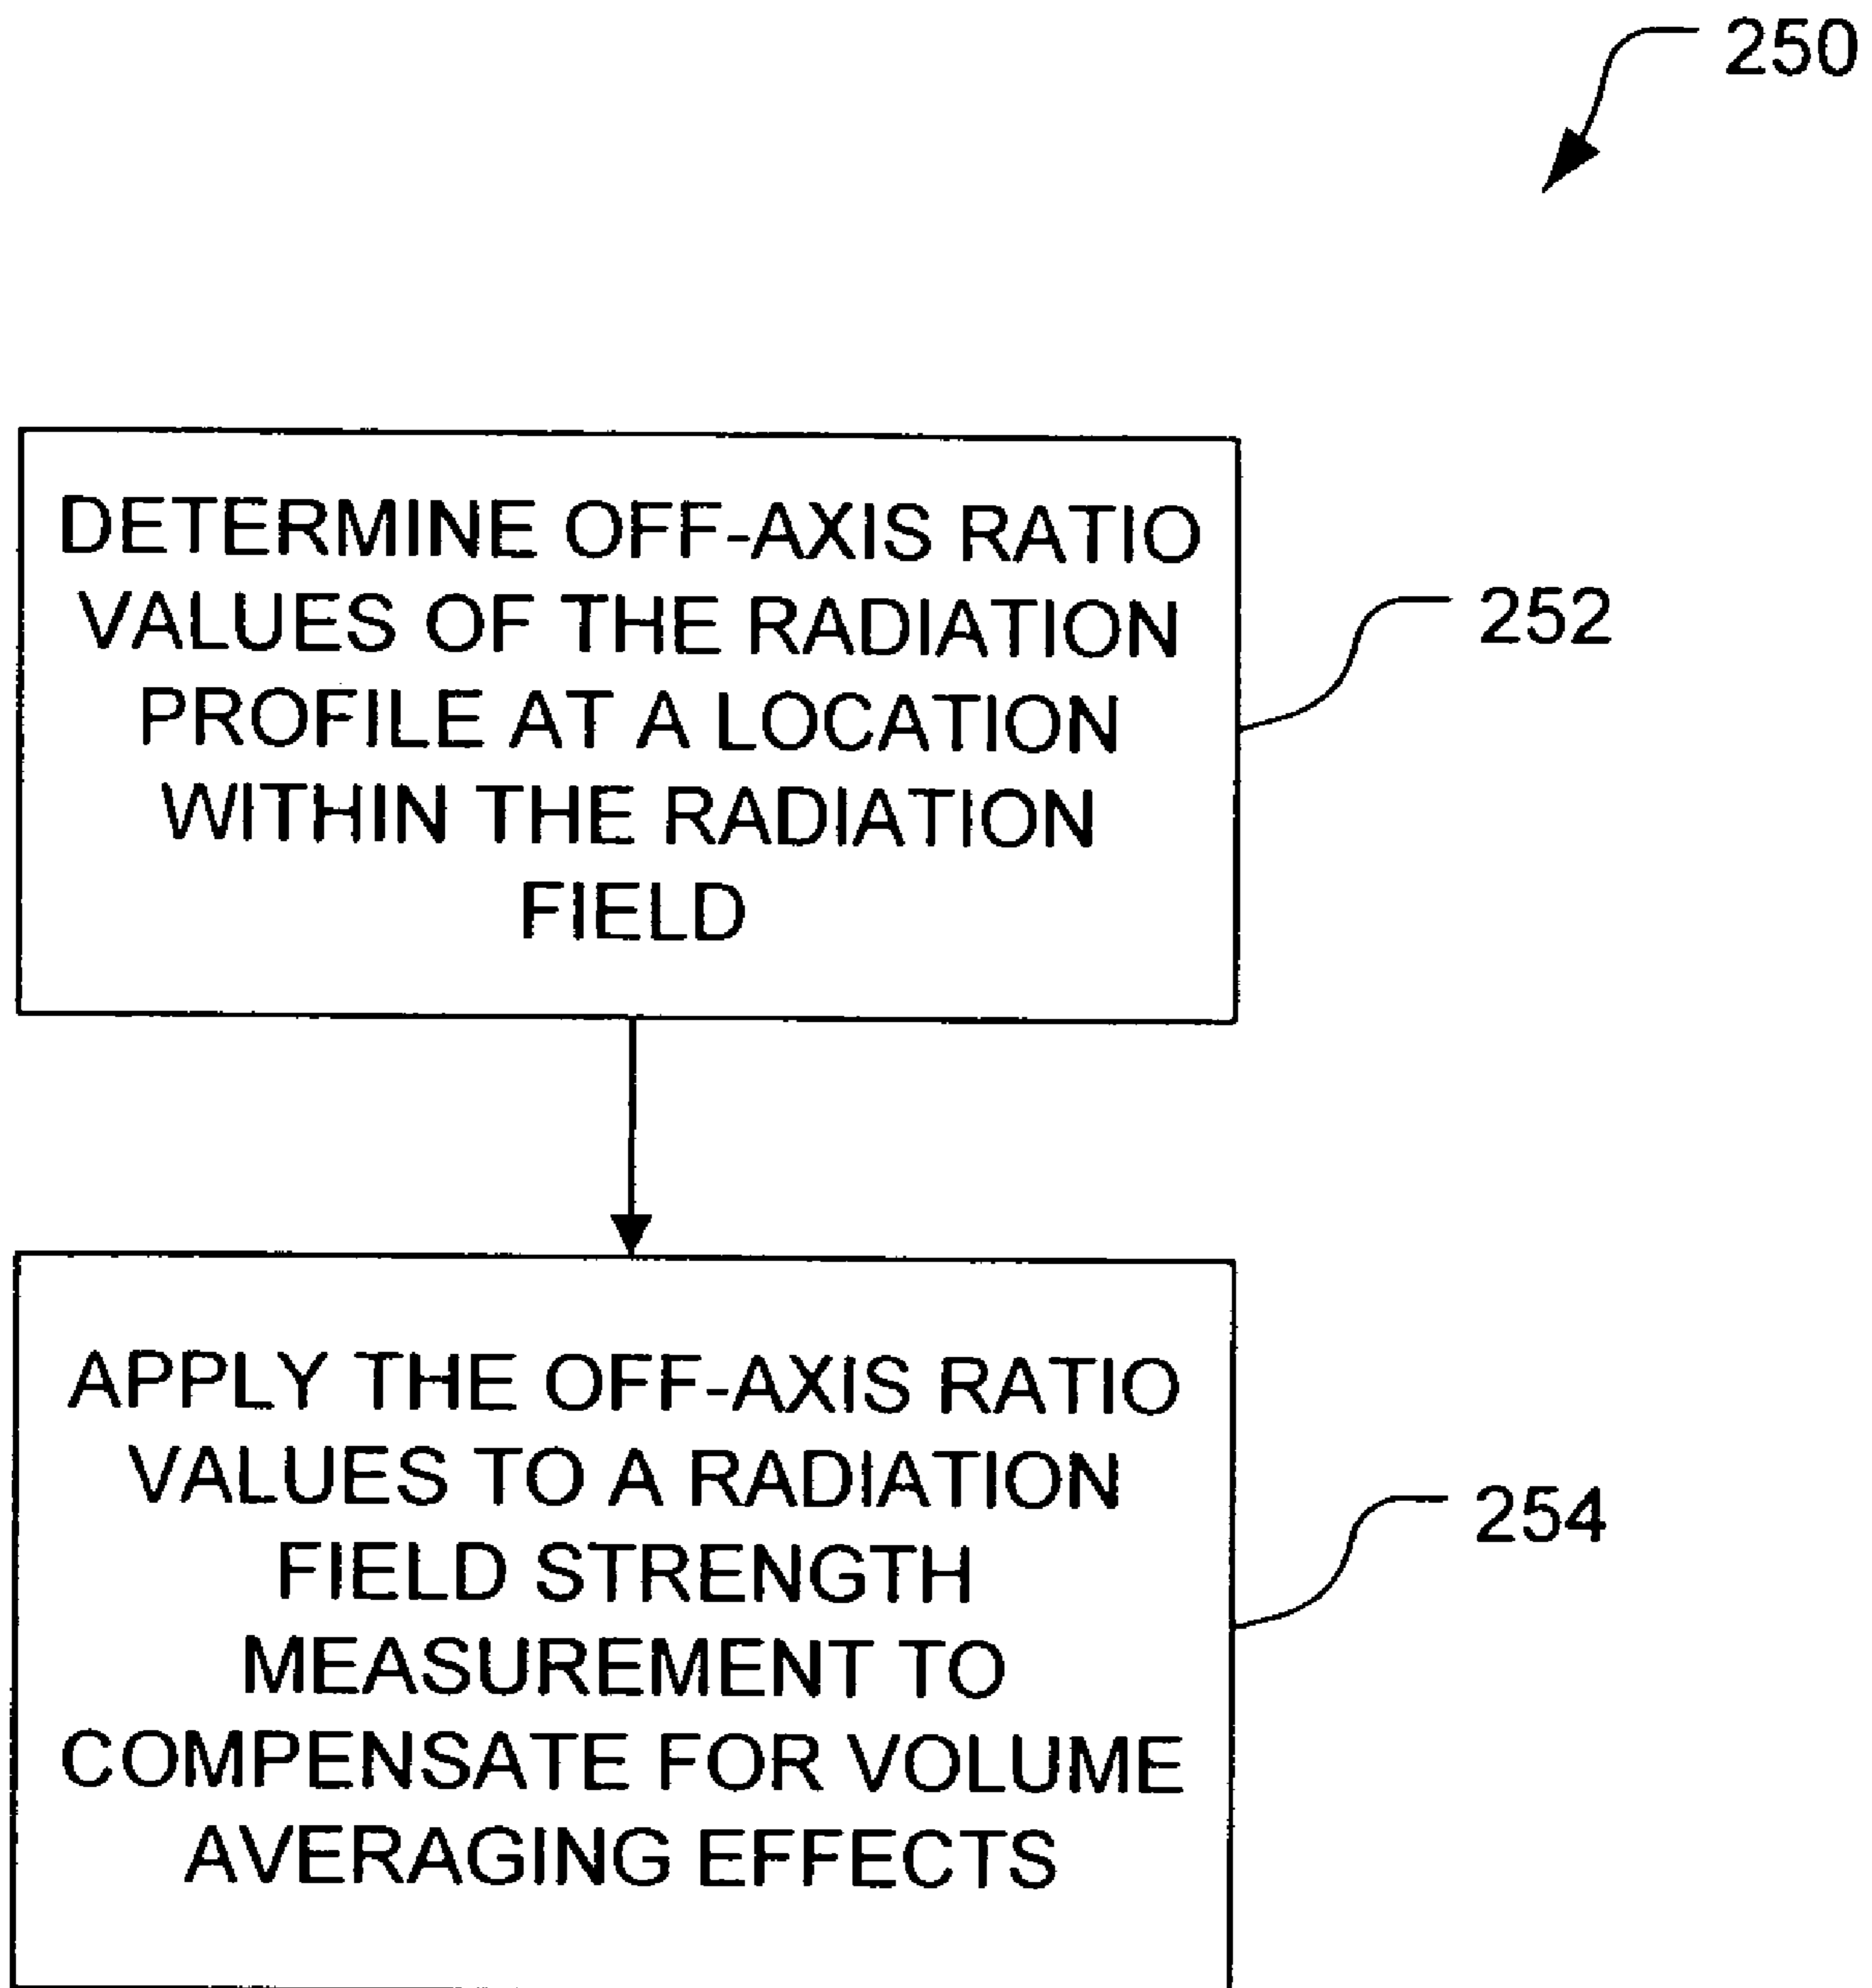 250
DETERMINE OFF-AXIS RATIO
VALUES OF THE RADIATION
PROFILE AT A LOCATION
WITHIN THE RADIATION
FIELD
252
APPLY THE OFF-AXIS RATIO
VALUES TO A RADIATION
FIELD STRENGTH
MEASUREMENT TO
COMPENSATE FOR VOLUME
AVERAGING EFFECTS
254